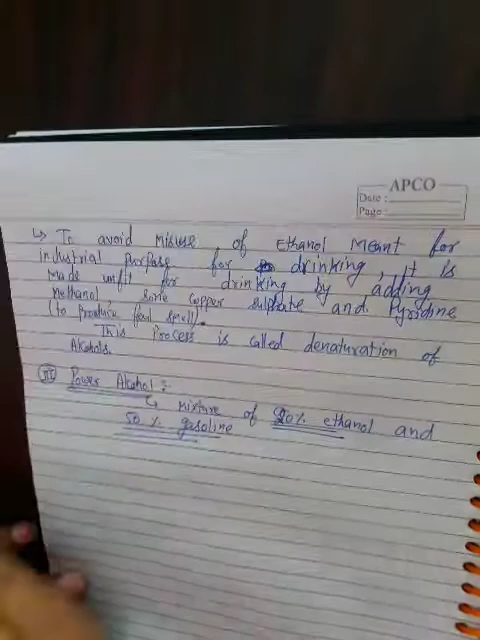 APCO
Date :
Page :
↳ To avoid misuse of Ethanol Meant for
industrial Purpose for drinking, it is
made unfit for drinking by adding
Methanol some copper sulphate and Pyridine
(to produce foul smell).
This Process is called denaturation of
Alcohols.
(III) Power Alcohol :-
↳ mixture of 20% ethanol and
50 % gasoline